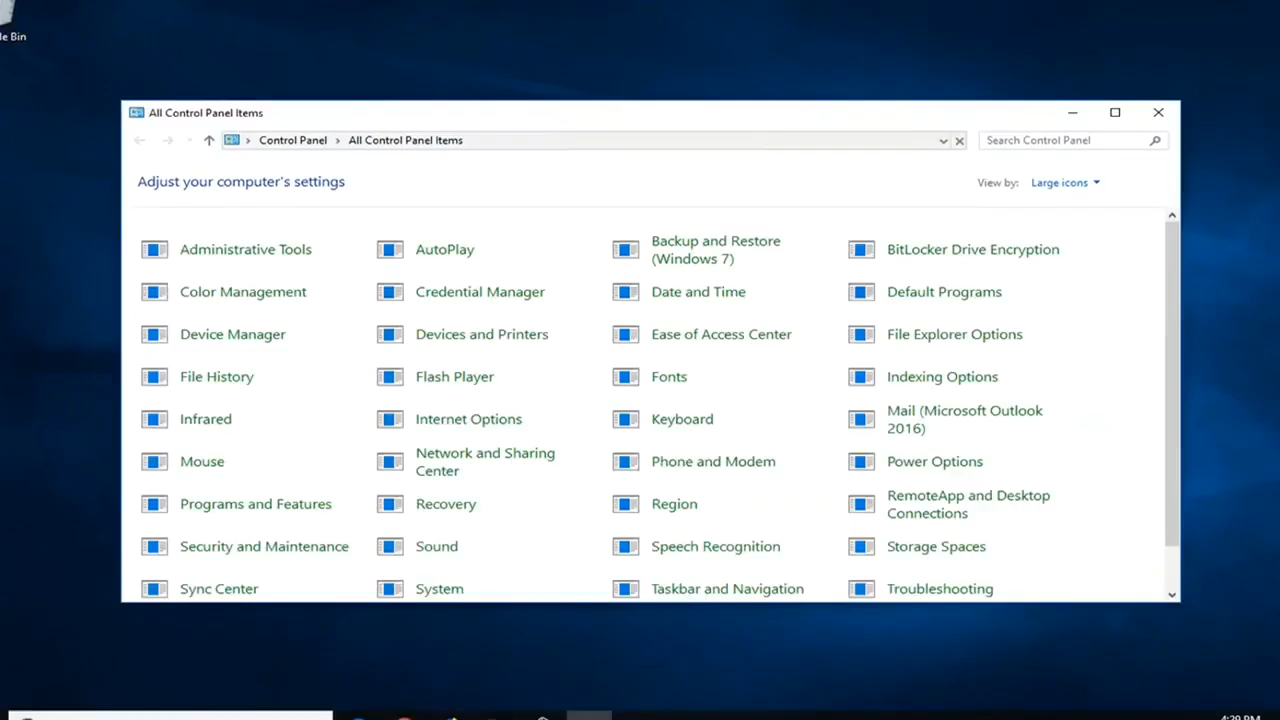 le Bin
All Control Panel Items
Control Panel › All Control Panel Items
Search Control Panel
Adjust your computer's settings
View by: Large icons
Administrative Tools
AutoPlay
Backup and Restore
(Windows 7)
BitLocker Drive Encryption
Color Management
Credential Manager
Date and Time
Default Programs
Device Manager
Devices and Printers
Ease of Access Center
File Explorer Options
File History
Flash Player
Fonts
Indexing Options
Infrared
Internet Options
Keyboard
Mail (Microsoft Outlook
2016)
Mouse
Network and Sharing
Center
Phone and Modem
Power Options
Programs and Features
Recovery
Region
RemoteApp and Desktop
Connections
Security and Maintenance
Sound
Speech Recognition
Storage Spaces
Sync Center
System
Taskbar and Navigation
Troubleshooting
4:29 PM